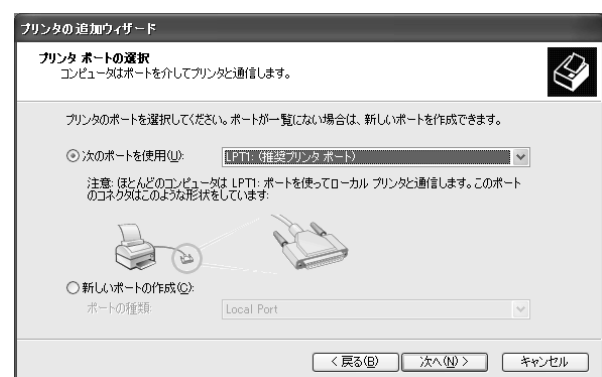 プリンタの追加ウィザード
プリンタ ポートの選択
コンピュータはポートを介してプリンタと通信します。
プリンタのポートを選択してください。ポートが一覧にない場合は、新しいポートを作成できます。
次のポートを使用(U): LPT1: (推奨プリンタ ポート)
注意: ほとんどのコンピュータは LPT1: ポートを使ってローカル プリンタと通信します。このポート
のコネクタはこのような形状をしています:
新しいポートの作成(C):
ポートの種類: Local Port
< 戻る(B) 次へ(N) > キャンセル